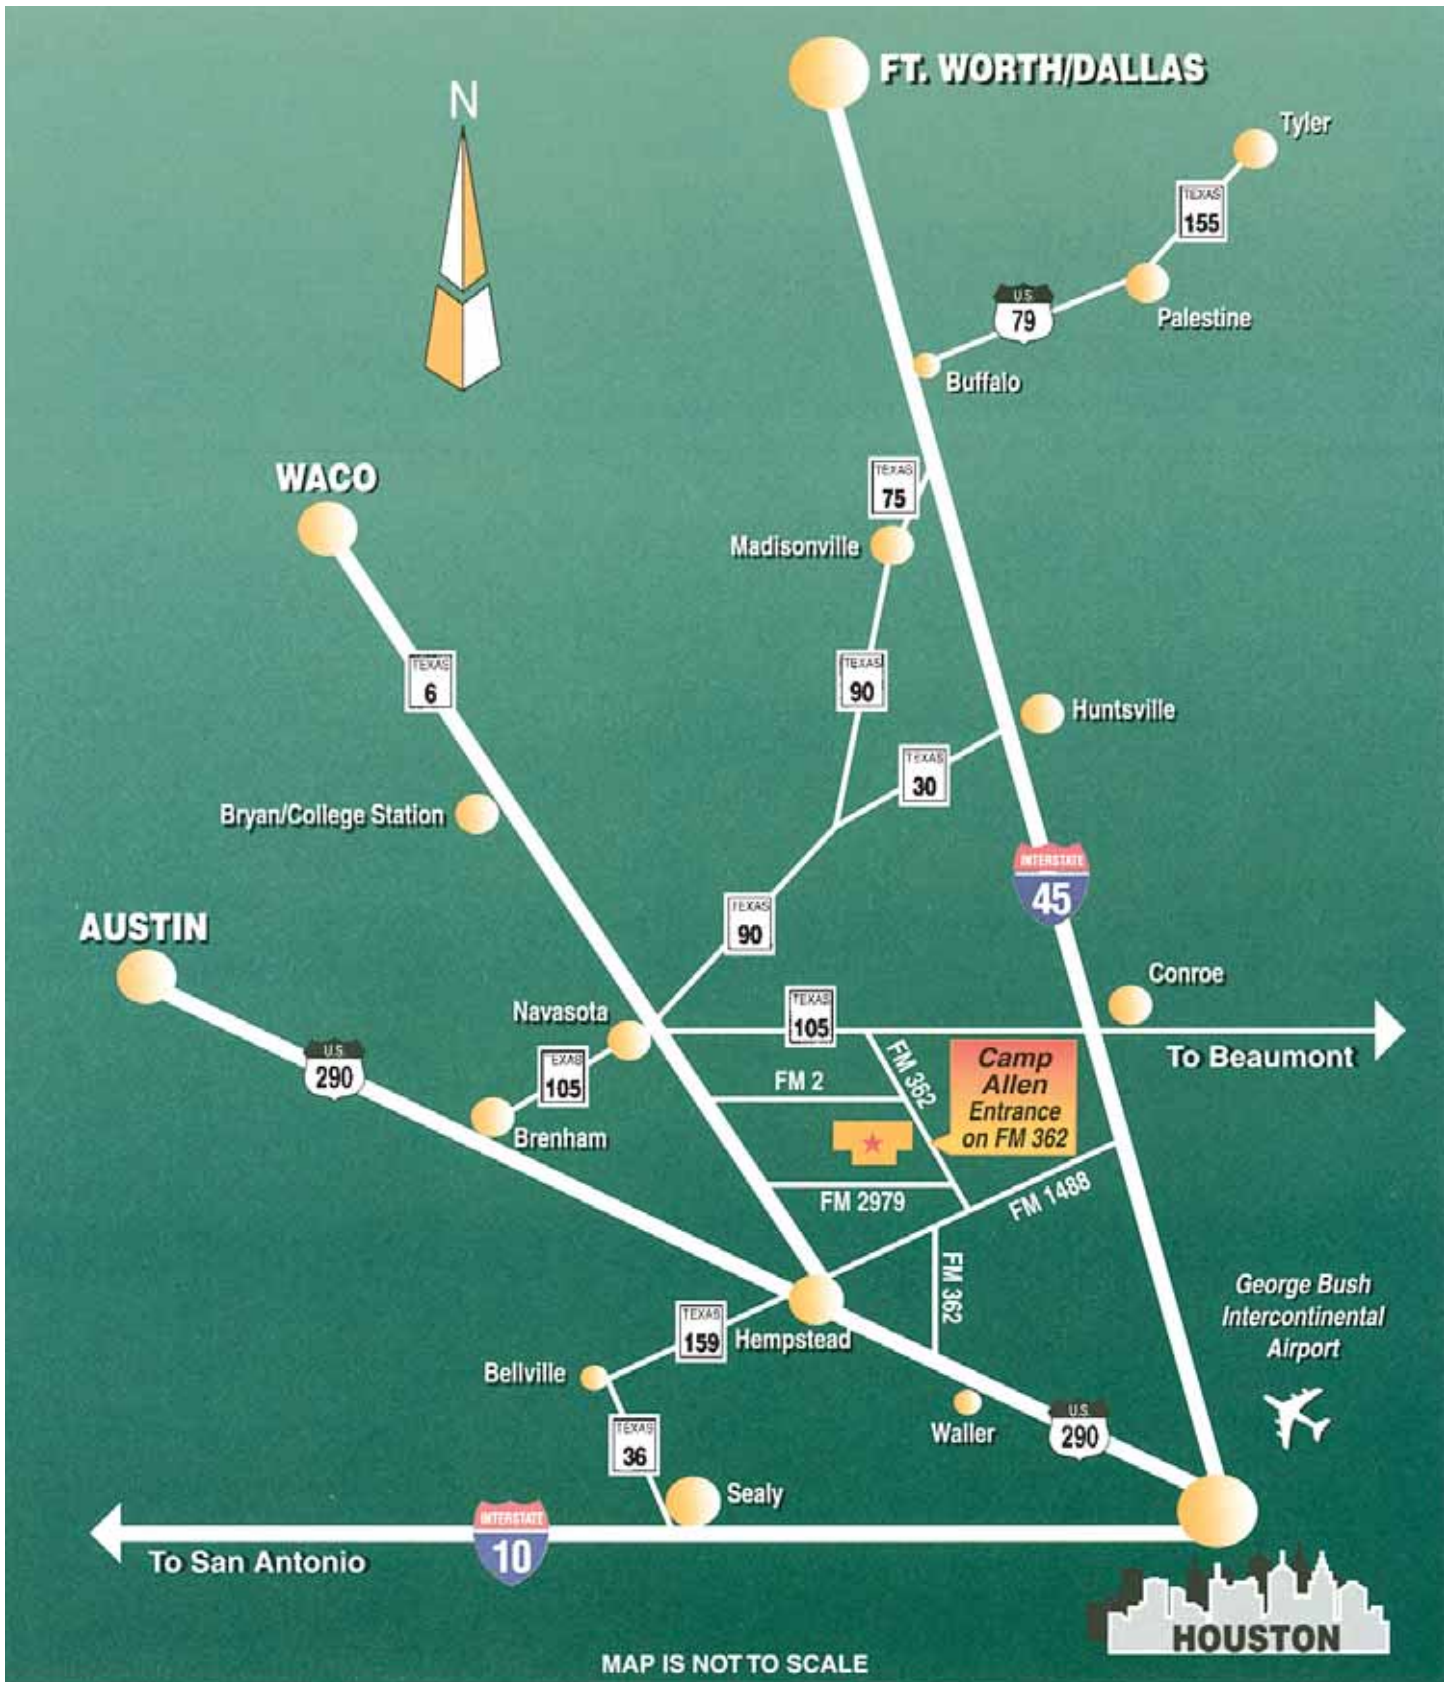 FT. WORTH/DALLAS
N
Tyler
TEXAS
155
U.S.
79
Palestine
Buffalo
TEXAS
75
WACO
Madisonville
TEXAS
6
TEXAS
90
Huntsville
TEXAS
30
Bryan/College Station
INTERSTATE
45
TEXAS
90
AUSTIN
Conroe
Navasota
TEXAS
105
To Beaumont
U.S.
290
TEXAS
105
FM 2
FM 362
Camp
Allen
Entrance
on FM 362
Brenham
FM 2979
FM 1488
FM 362
George Bush
Intercontinental
Airport
TEXAS
159
Hempstead
Bellville
Waller
U.S.
290
TEXAS
36
Sealy
INTERSTATE
10
To San Antonio
HOUSTON
MAP IS NOT TO SCALE